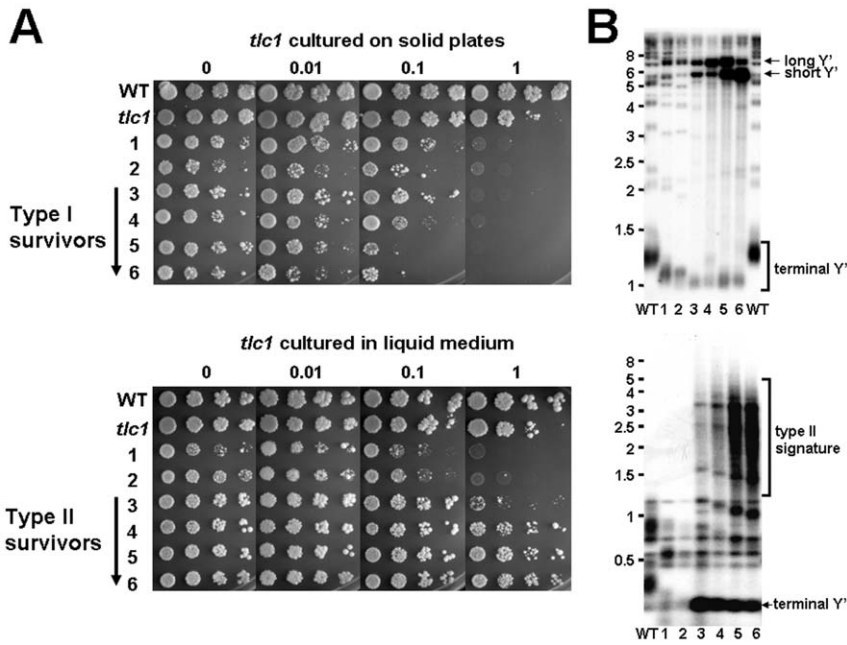 A
tlc1 cultured on solid plates
0 0.01 0.1 1
WT
tlc1
1
2
3
4
5
6
Type I
survivors
tlc1 cultured in liquid medium
0 0.01 0.1 1
WT
tlc1
1
2
3
4
5
6
Type II
survivors
B
8
6
5
4
3
2.5
2
1.5
1
long Y'
short Y'
terminal Y'
WT 1 2 3 4 5 6 WT
8
5
4
3
2.5
2
1.5
1
0.5
type II
signature
terminal Y'
WT 1 2 3 4 5 6